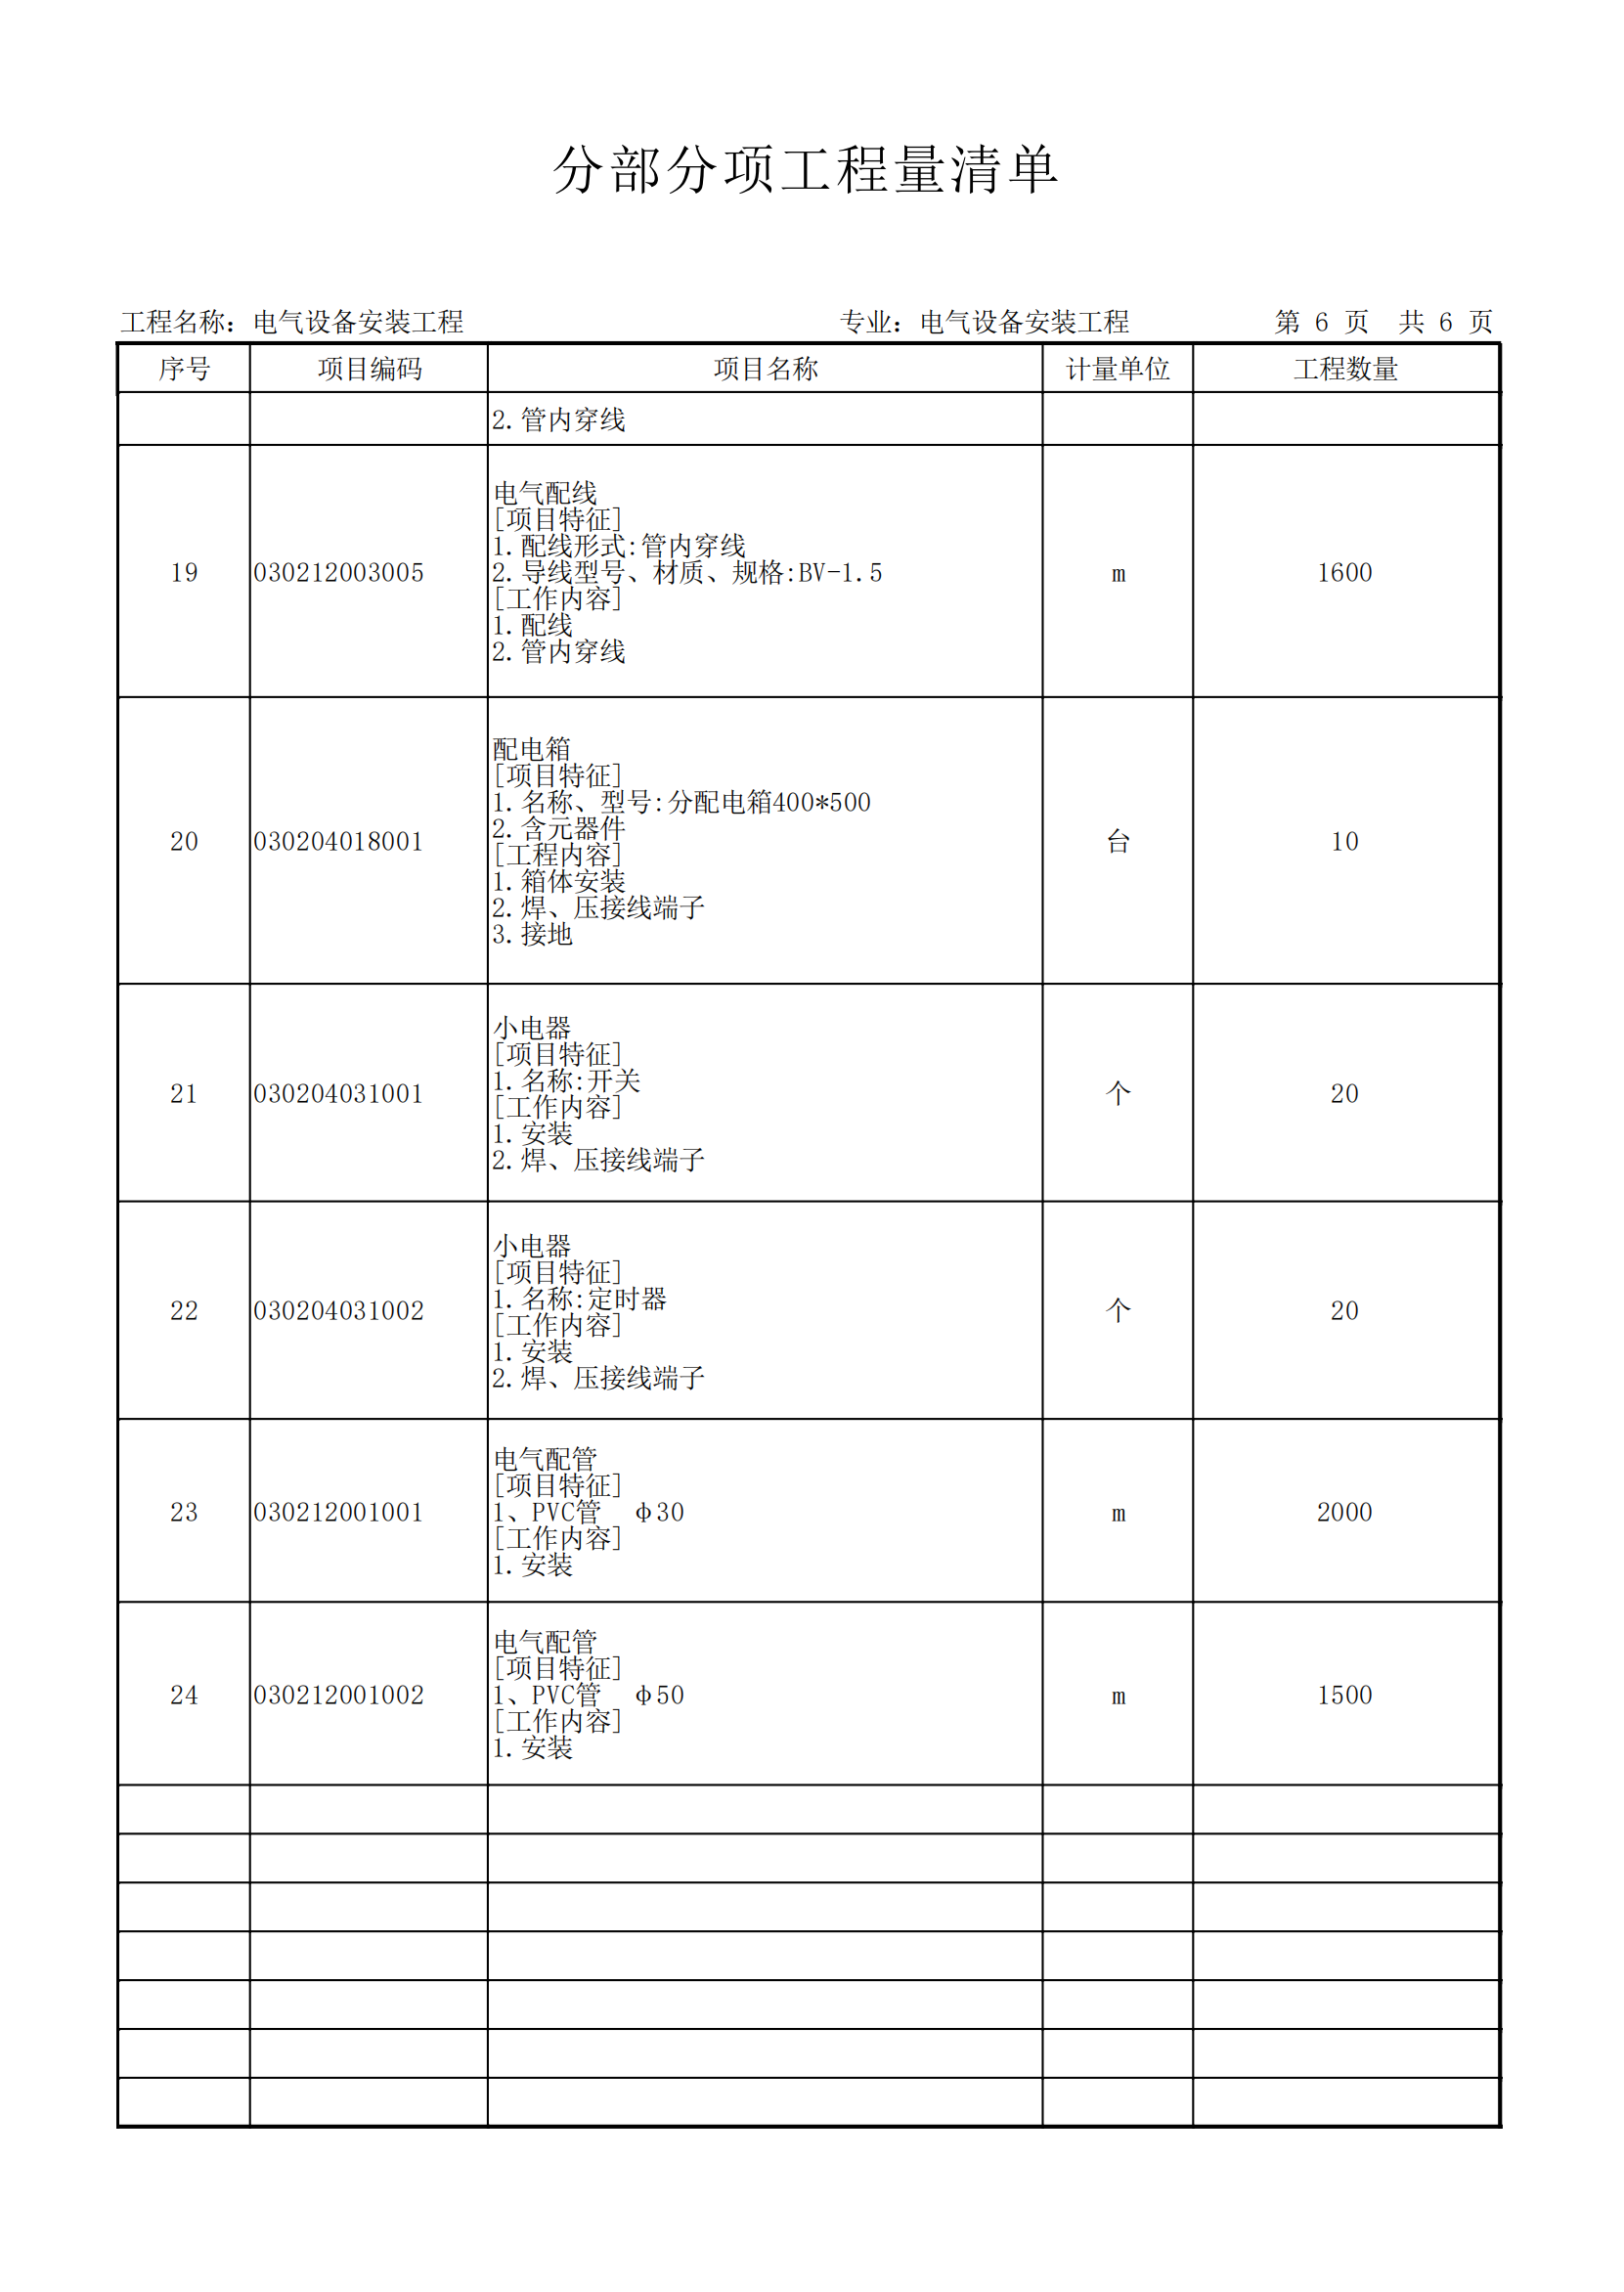 分部分项工程量清单
工程名称：电气设备安装工程 专业：电气设备安装工程 第 6 页 共 6 页
序号 项目编码 项目名称 计量单位 工程数量
2.管内穿线
电气配线
[项目特征]
1.配线形式:管内穿线
19 030212003005 2.导线型号、材质、规格:BV-1.5 m 1600
[工作内容]
1.配线
2.管内穿线
配电箱
[项目特征]
1.名称、型号:分配电箱400*500
2.含元器件
20 030204018001 台 10
[工程内容]
1.箱体安装
2.焊、压接线端子
3.接地
小电器
[项目特征]
1.名称:开关
21 030204031001 个 20
[工作内容]
1.安装
2.焊、压接线端子
小电器
[项目特征]
1.名称:定时器
22 030204031002 个 20
[工作内容]
1.安装
2.焊、压接线端子
电气配管
[项目特征]
23 030212001001 1、PVC管 φ30 m 2000
[工作内容]
1.安装
电气配管
[项目特征]
24 030212001002 1、PVC管 φ50 m 1500
[工作内容]
1.安装